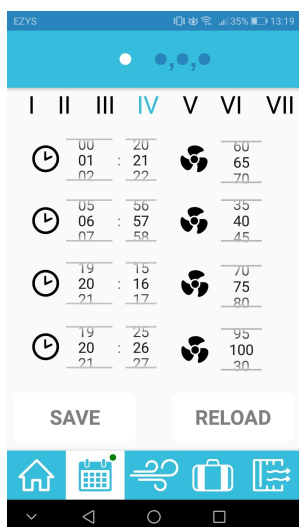 EZYS 35% 13:19
I II III IV V VI VII
00 20 60
01 : 21 65
02 22 70
05 56 35
06 : 57 40
07 58 45
19 15 70
20 : 16 75
21 17 80
19 25 95
20 : 26 100
21 27 30
SAVE RELOAD